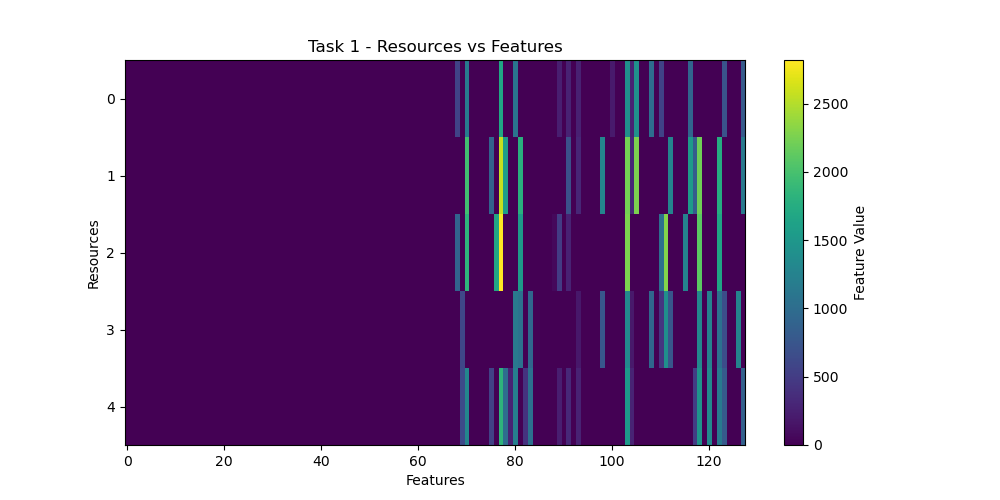 Task 1 - Resources vs Features
Resources
0
1
2
3
4
0 20 40 60 80 100 120
Features
2500
2000
1500
1000
500
0
Feature Value